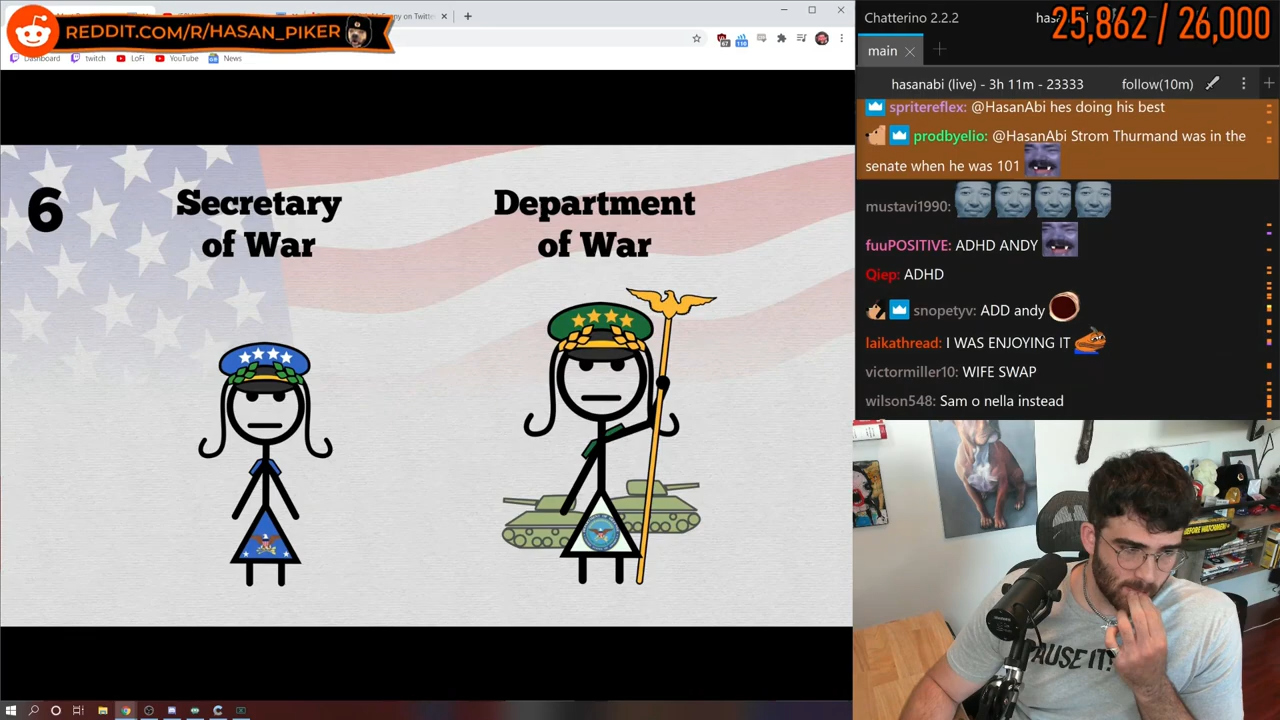 REDDIT.COM/R/HASAN_PIKER
on Twitte
Dashboard
twitch
LoFi
YouTube
News
6
Secretary
of War
Department
of War
Chatterino 2.2.2
25,862 / 26,000
main
hasanabi (live) - 3h 11m - 23333
follow(10m)
spritereflex: @HasanAbi hes doing his best
prodbyelio: @HasanAbi Strom Thurmand was in the
senate when he was 101
mustavi1990:
fuuPOSITIVE: ADHD ANDY
Qiep: ADHD
snopetyv: ADD andy
laikathread: I WAS ENJOYING IT
victormiller10: WIFE SWAP
wilson548: Sam o nella instead